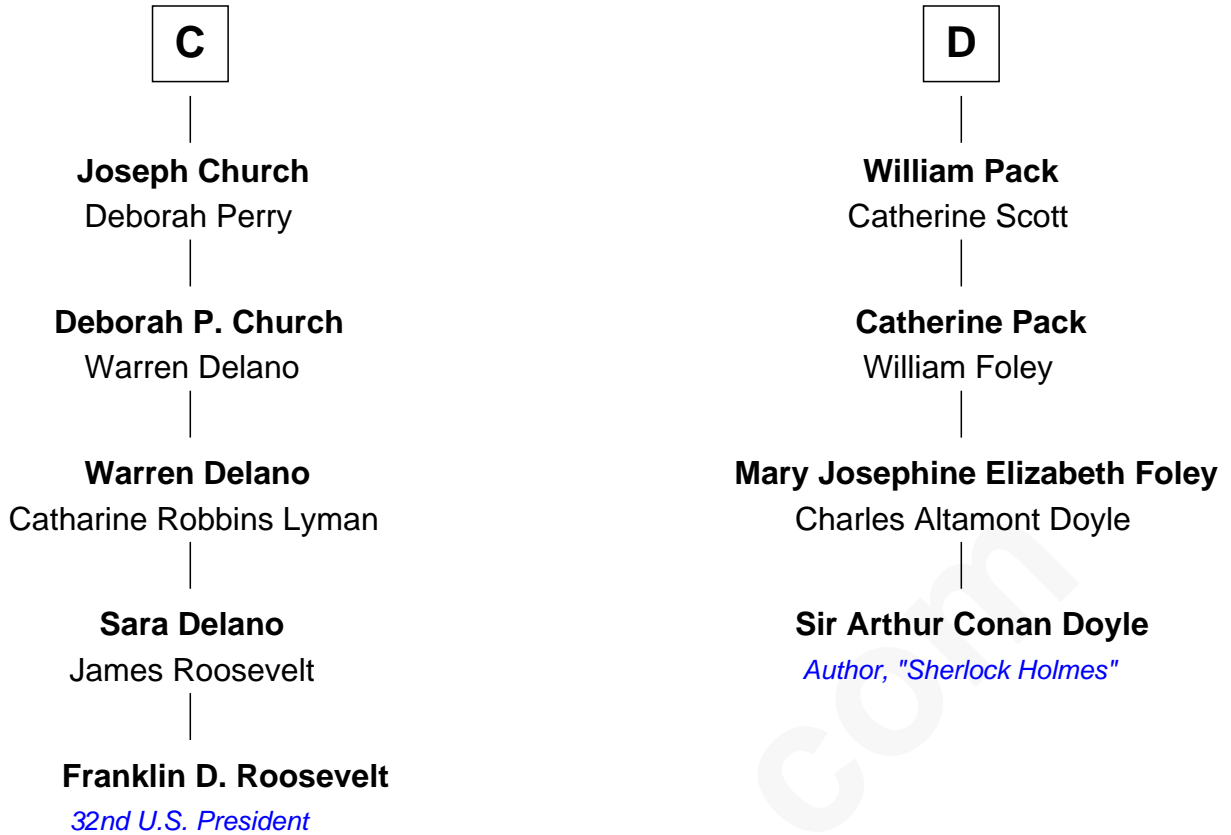 C
Joseph Church
Deborah Perry
Deborah P. Church
Warren Delano
Warren Delano
Catharine Robbins Lyman
Sara Delano
James Roosevelt
Franklin D. Roosevelt
32nd U.S. President
D
William Pack
Catherine Scott
Catherine Pack
William Foley
Mary Josephine Elizabeth Foley
Charles Altamont Doyle
Sir Arthur Conan Doyle
Author, "Sherlock Holmes"
com